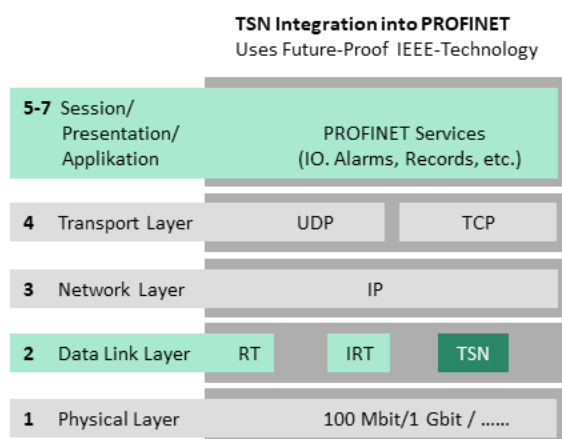 TSN Integration into PROFINET
Uses Future-Proof IEEE-Technology
5-7 Session/
Presentation/
Applikation
PROFINET Services
(IO. Alarms, Records, etc.)
4 Transport Layer UDP TCP
3 Network Layer IP
2 Data Link Layer RT IRT TSN
1 Physical Layer 100 Mbit/1 Gbit / ......